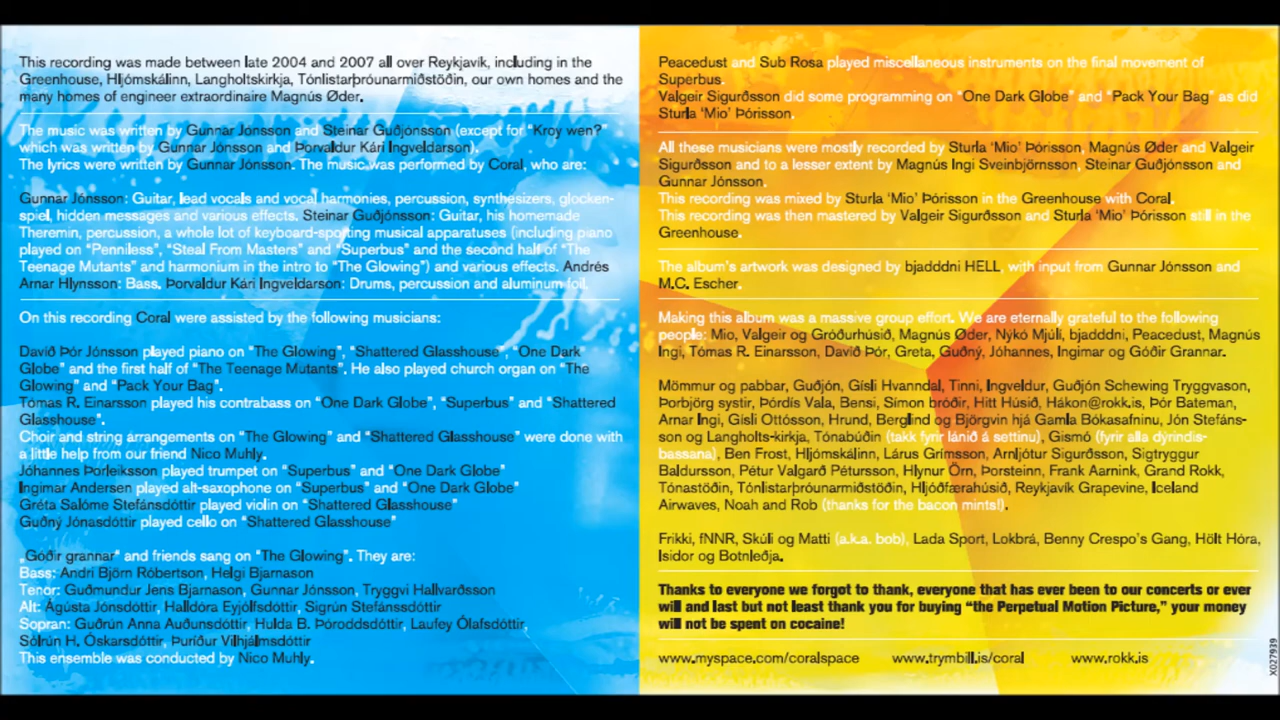 This recording was made between late 2004 and 2007 all over Reykjavík, including in the
Greenhouse, Hljómskálinn, Langholtskirkja, Tónlistarþróunarmiðstöðin, our own homes and the
many homes of engineer extraordinaire Magnús Øder.
The music was written by Gunnar Jónsson and Steinar Guðjónsson (except for “Kroy wen?”
which was written by Gunnar Jónsson and Þorvaldur Kári Ingveldarson).
The lyrics were written by Gunnar Jónsson. The music was performed by Coral, who are:
Gunnar Jónsson: Guitar, lead vocals and vocal harmonies, percussion, synthesizers, glocken-
spiel, hidden messages and various effects. Steinar Guðjónsson: Guitar, his homemade
Theremin, percussion, a whole lot of keyboard-sporting musical apparatuses (including piano
played on “Penniless”, “Steal From Masters” and “Superbus” and the second half of “The
Teenage Mutants” and harmonium in the intro to “The Glowing”) and various effects. Andrés
Arnar Hlynsson: Bass. Þorvaldur Kári Ingveldarson: Drums, percussion and aluminum foil.
On this recording Coral were assisted by the following musicians:
Davíð Þór Jónsson played piano on “The Glowing”, “Shattered Glasshouse”, “One Dark
Globe” and the first half of “The Teenage Mutants”. He also played church organ on “The
Glowing” and “Pack Your Bag”.
Tómas R. Einarsson played his contrabass on “One Dark Globe”, “Superbus” and “Shattered
Glasshouse”.
Choir and string arrangements on “The Glowing” and “Shattered Glasshouse” were done with
a little help from our friend Nico Muhly.
Jóhannes Þorleiksson played trumpet on “Superbus” and “One Dark Globe”
Ingimar Andersen played alt-saxophone on “Superbus” and “One Dark Globe”
Gréta Salóme Stefánsdóttir played violin on “Shattered Glasshouse”
Guðný Jónasdóttir played cello on “Shattered Glasshouse”
„Góðir grannar” and friends sang on “The Glowing”. They are:
Bass: Andri Björn Róbertson, Helgi Bjarnason
Tenor: Guðmundur Jens Bjarnason, Gunnar Jónsson, Tryggvi Hallvarðsson
Alt: Ágústa Jónsdóttir, Halldóra Eyjólfsdóttir, Sigrún Stefánssdóttir
Sopran: Guðrún Anna Auðunsdóttir, Hulda B. Þóroddsdóttir, Laufey Ólafsdóttir,
Sólrún H. Óskarsdóttir, Þuríður Vilhjálmsdóttir
This ensemble was conducted by Nico Muhly.
Peacedust and Sub Rosa played miscellaneous instruments on the final movement of
Superbus.
Valgeir Sigurðsson did some programming on “One Dark Globe” and “Pack Your Bag” as did
Sturla ‘Mio’ Þórisson.
All these musicians were mostly recorded by Sturla ‘Mio’ Þórisson, Magnús Øder and Valgeir
Sigurðsson and to a lesser extent by Magnús Ingi Sveinbjörnsson, Steinar Guðjónsson and
Gunnar Jónsson.
This recording was mixed by Sturla ‘Mio’ Þórisson in the Greenhouse with Coral.
This recording was then mastered by Valgeir Sigurðsson and Sturla ‘Mio’ Þórisson still in the
Greenhouse.
The album's artwork was designed by bjadddni HELL, with input from Gunnar Jónsson and
M.C. Escher.
Making this album was a massive group effort. We are eternally grateful to the following
people: Mio, Valgeir og Gróðurhúsið, Magnús Øder, Nýkó Mjúlí, bjadddni, Peacedust, Magnús
Ingi, Tómas R. Einarsson, Davíð Þór, Greta, Guðný, Jóhannes, Ingimar og Góðir Grannar.
Mömmur og pabbar, Guðjón, Gísli Hvanndal, Tinni, Ingveldur, Guðjón Schewing Tryggvason,
Þorbjörg systir, Þórdís Vala, Bensi, Símon bróðir, Hitt Húsið, Hákon@rokk.is, Þór Bateman,
Arnar Ingi, Gísli Ottósson, Hrund, Berglind og Björgvin hjá Gamla Bókasafninu, Jón Stefáns-
son og Langholts-kirkja, Tónabúðin (takk fyrir lánið á settinu), Gismó (fyrir alla dýrindis-
bassana), Ben Frost, Hljómskálinn, Lárus Grímsson, Arnljótur Sigurðsson, Sigtryggur
Baldursson, Pétur Valgarð Pétursson, Hlynur Örn, Þorsteinn, Frank Aarnink, Grand Rokk,
Tónastöðin, Tónlistarþróunarmiðstöðin, Hljóðfærahúsið, Reykjavík Grapevine, Iceland
Airwaves, Noah and Rob (thanks for the bacon mints!).
Frikki, fNNR, Skúli og Matti (a.k.a. bob), Lada Sport, Lokbrá, Benny Crespo's Gang, Hölt Hóra,
Isidor og Botnleðja.
Thanks to everyone we forgot to thank, everyone that has ever been to our concerts or ever
will and last but not least thank you for buying “the Perpetual Motion Picture,” your money
will not be spent on cocaine!
www.myspace.com/coralspace www.trymbill.is/coral www.rokk.is
X027939